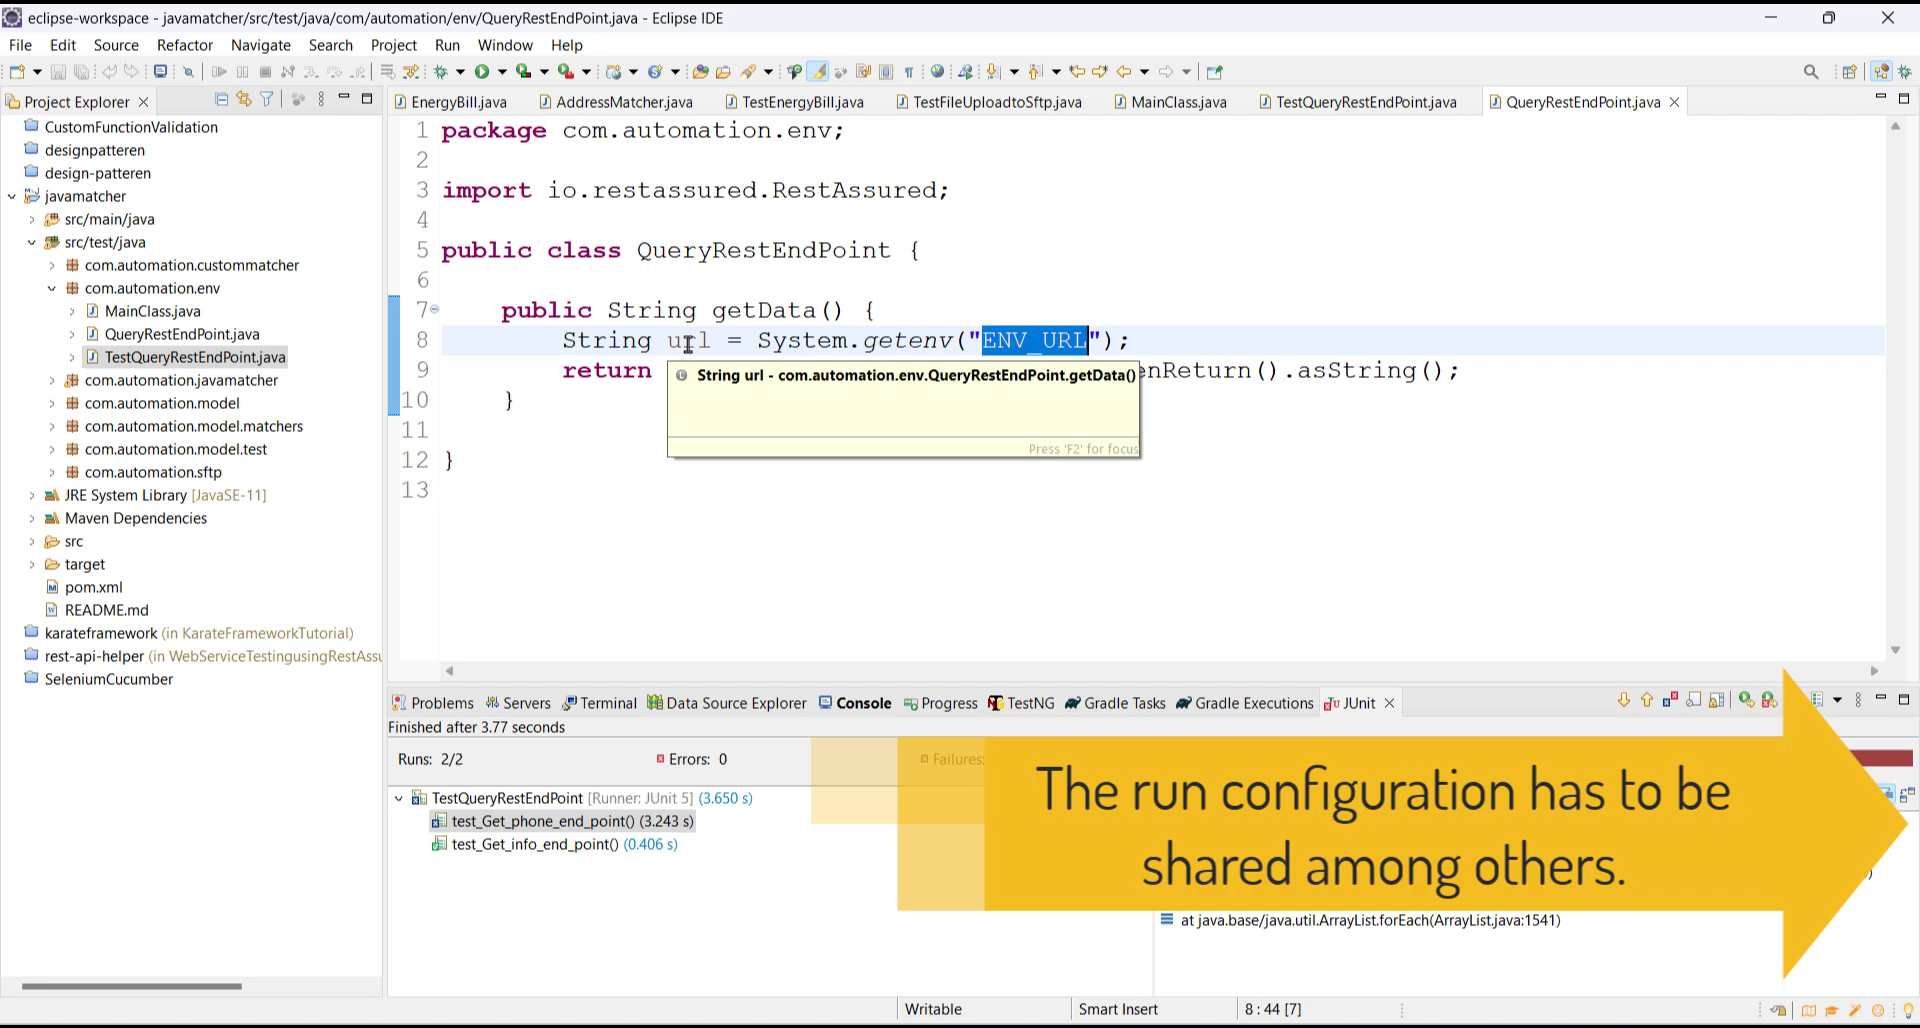 eclipse-workspace - javamatcher/src/test/java/com/automation/env/QueryRestEndPoint.java - Eclipse IDE
File Edit Source Refactor Navigate Search Project Run Window Help
Project Explorer
CustomFunctionValidation
designpatteren
design-patteren
javamatcher
src/main/java
src/test/java
com.automation.custommatcher
com.automation.env
MainClass.java
QueryRestEndPoint.java
TestQueryRestEndPoint.java
com.automation.javamatcher
com.automation.model
com.automation.model.matchers
com.automation.model.test
com.automation.sftp
JRE System Library [JavaSE-11]
Maven Dependencies
src
target
pom.xml
README.md
karateframework (in KarateFrameworkTutorial)
rest-api-helper (in WebServiceTestingusingRestAssu
SeleniumCucumber
EnergyBill.java AddressMatcher.java TestEnergyBill.java TestFileUploadtoSftp.java MainClass.java TestQueryRestEndPoint.java QueryRestEndPoint.java
1 package com.automation.env;
2
3 import io.restassured.RestAssured;
4
5 public class QueryRestEndPoint {
6
7 public String getData() {
8 String url = System.getenv("ENV_URL");
9 return enReturn().asString();
10 }
11
12 }
13
String url - com.automation.env.QueryRestEndPoint.getData()
Press 'F2' for focus
Problems Servers Terminal Data Source Explorer Console Progress TestNG Gradle Tasks Gradle Executions JUnit
Finished after 3.77 seconds
Runs: 2/2 Errors: 0 Failures:
TestQueryRestEndPoint [Runner: JUnit 5] (3.650 s)
test_Get_phone_end_point() (3.243 s)
test_Get_info_end_point() (0.406 s)
The run configuration has to be
shared among others.
at java.base/java.util.ArrayList.forEach(ArrayList.java:1541)
Writable Smart Insert 8 : 44 [7]